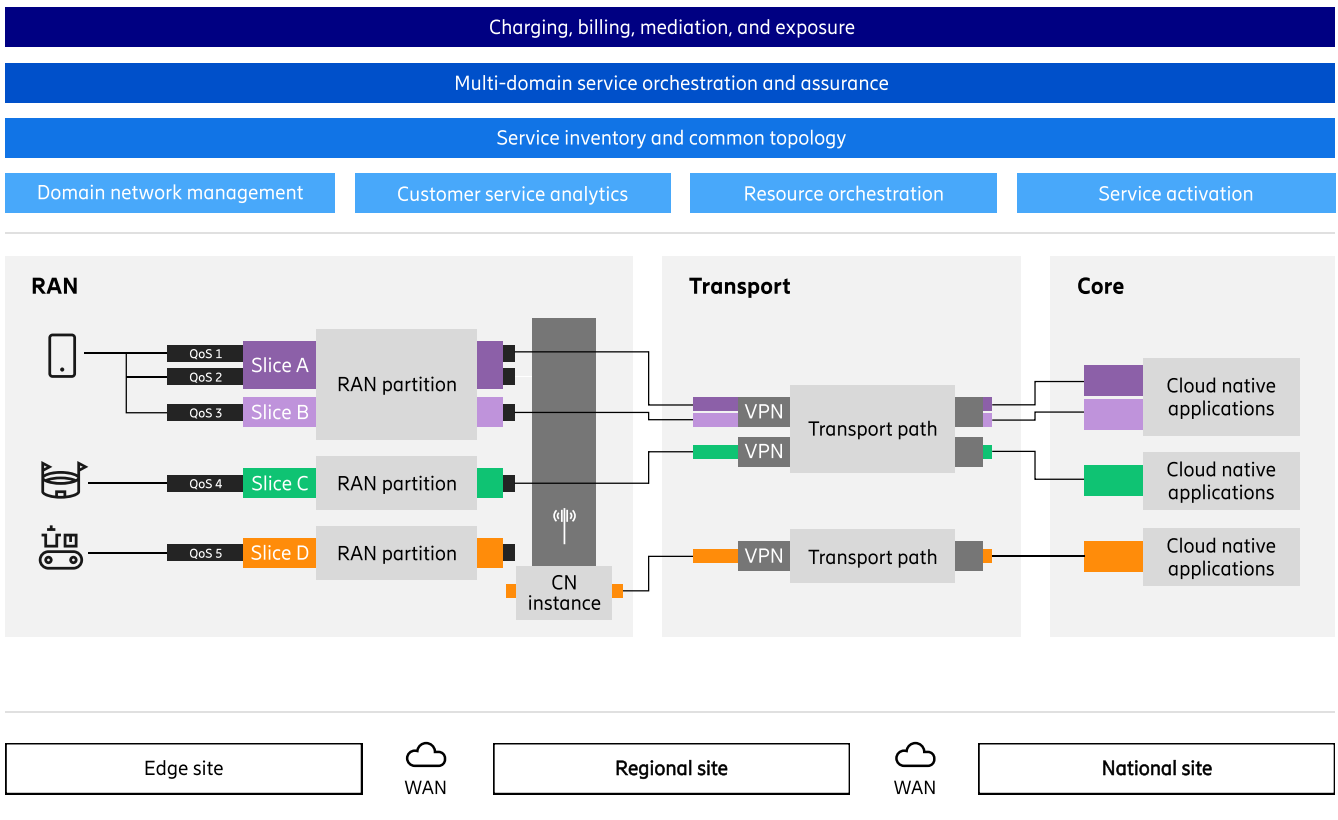 Charging, billing, mediation, and exposure
Multi-domain service orchestration and assurance
Service inventory and common topology
Domain network management
Customer service analytics
Resource orchestration
Service activation
RAN
QoS 1
QoS 2
Slice A
QoS 3
Slice B
RAN partition
QoS 4
Slice C
RAN partition
QoS 5
Slice D
RAN partition
CN
instance
Transport
VPN
VPN
Transport path
VPN
Transport path
Core
Cloud native
applications
Cloud native
applications
Cloud native
applications
Edge site
WAN
Regional site
WAN
National site